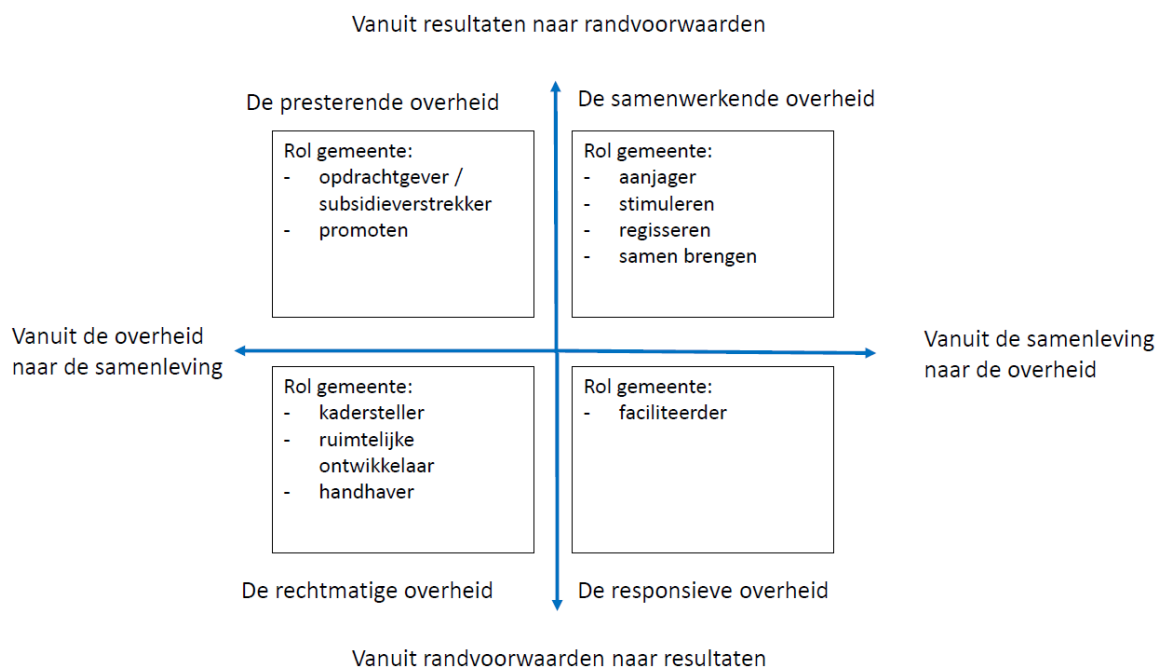 Vanuit resultaten naar randvoorwaarden
De presterende overheid
De samenwerkende overheid
Rol gemeente:
- opdrachtgever /
subsidieverstrekker
- promoten
Rol gemeente:
- aanjager
- stimuleren
- regisseren
- samen brengen
Vanuit de overheid
naar de samenleving
Vanuit de samenleving
naar de overheid
Rol gemeente:
- kadersteller
- ruimtelijke
ontwikkelaar
- handhaver
Rol gemeente:
- faciliteerder
De rechtmatige overheid
De responsieve overheid
Vanuit randvoorwaarden naar resultaten